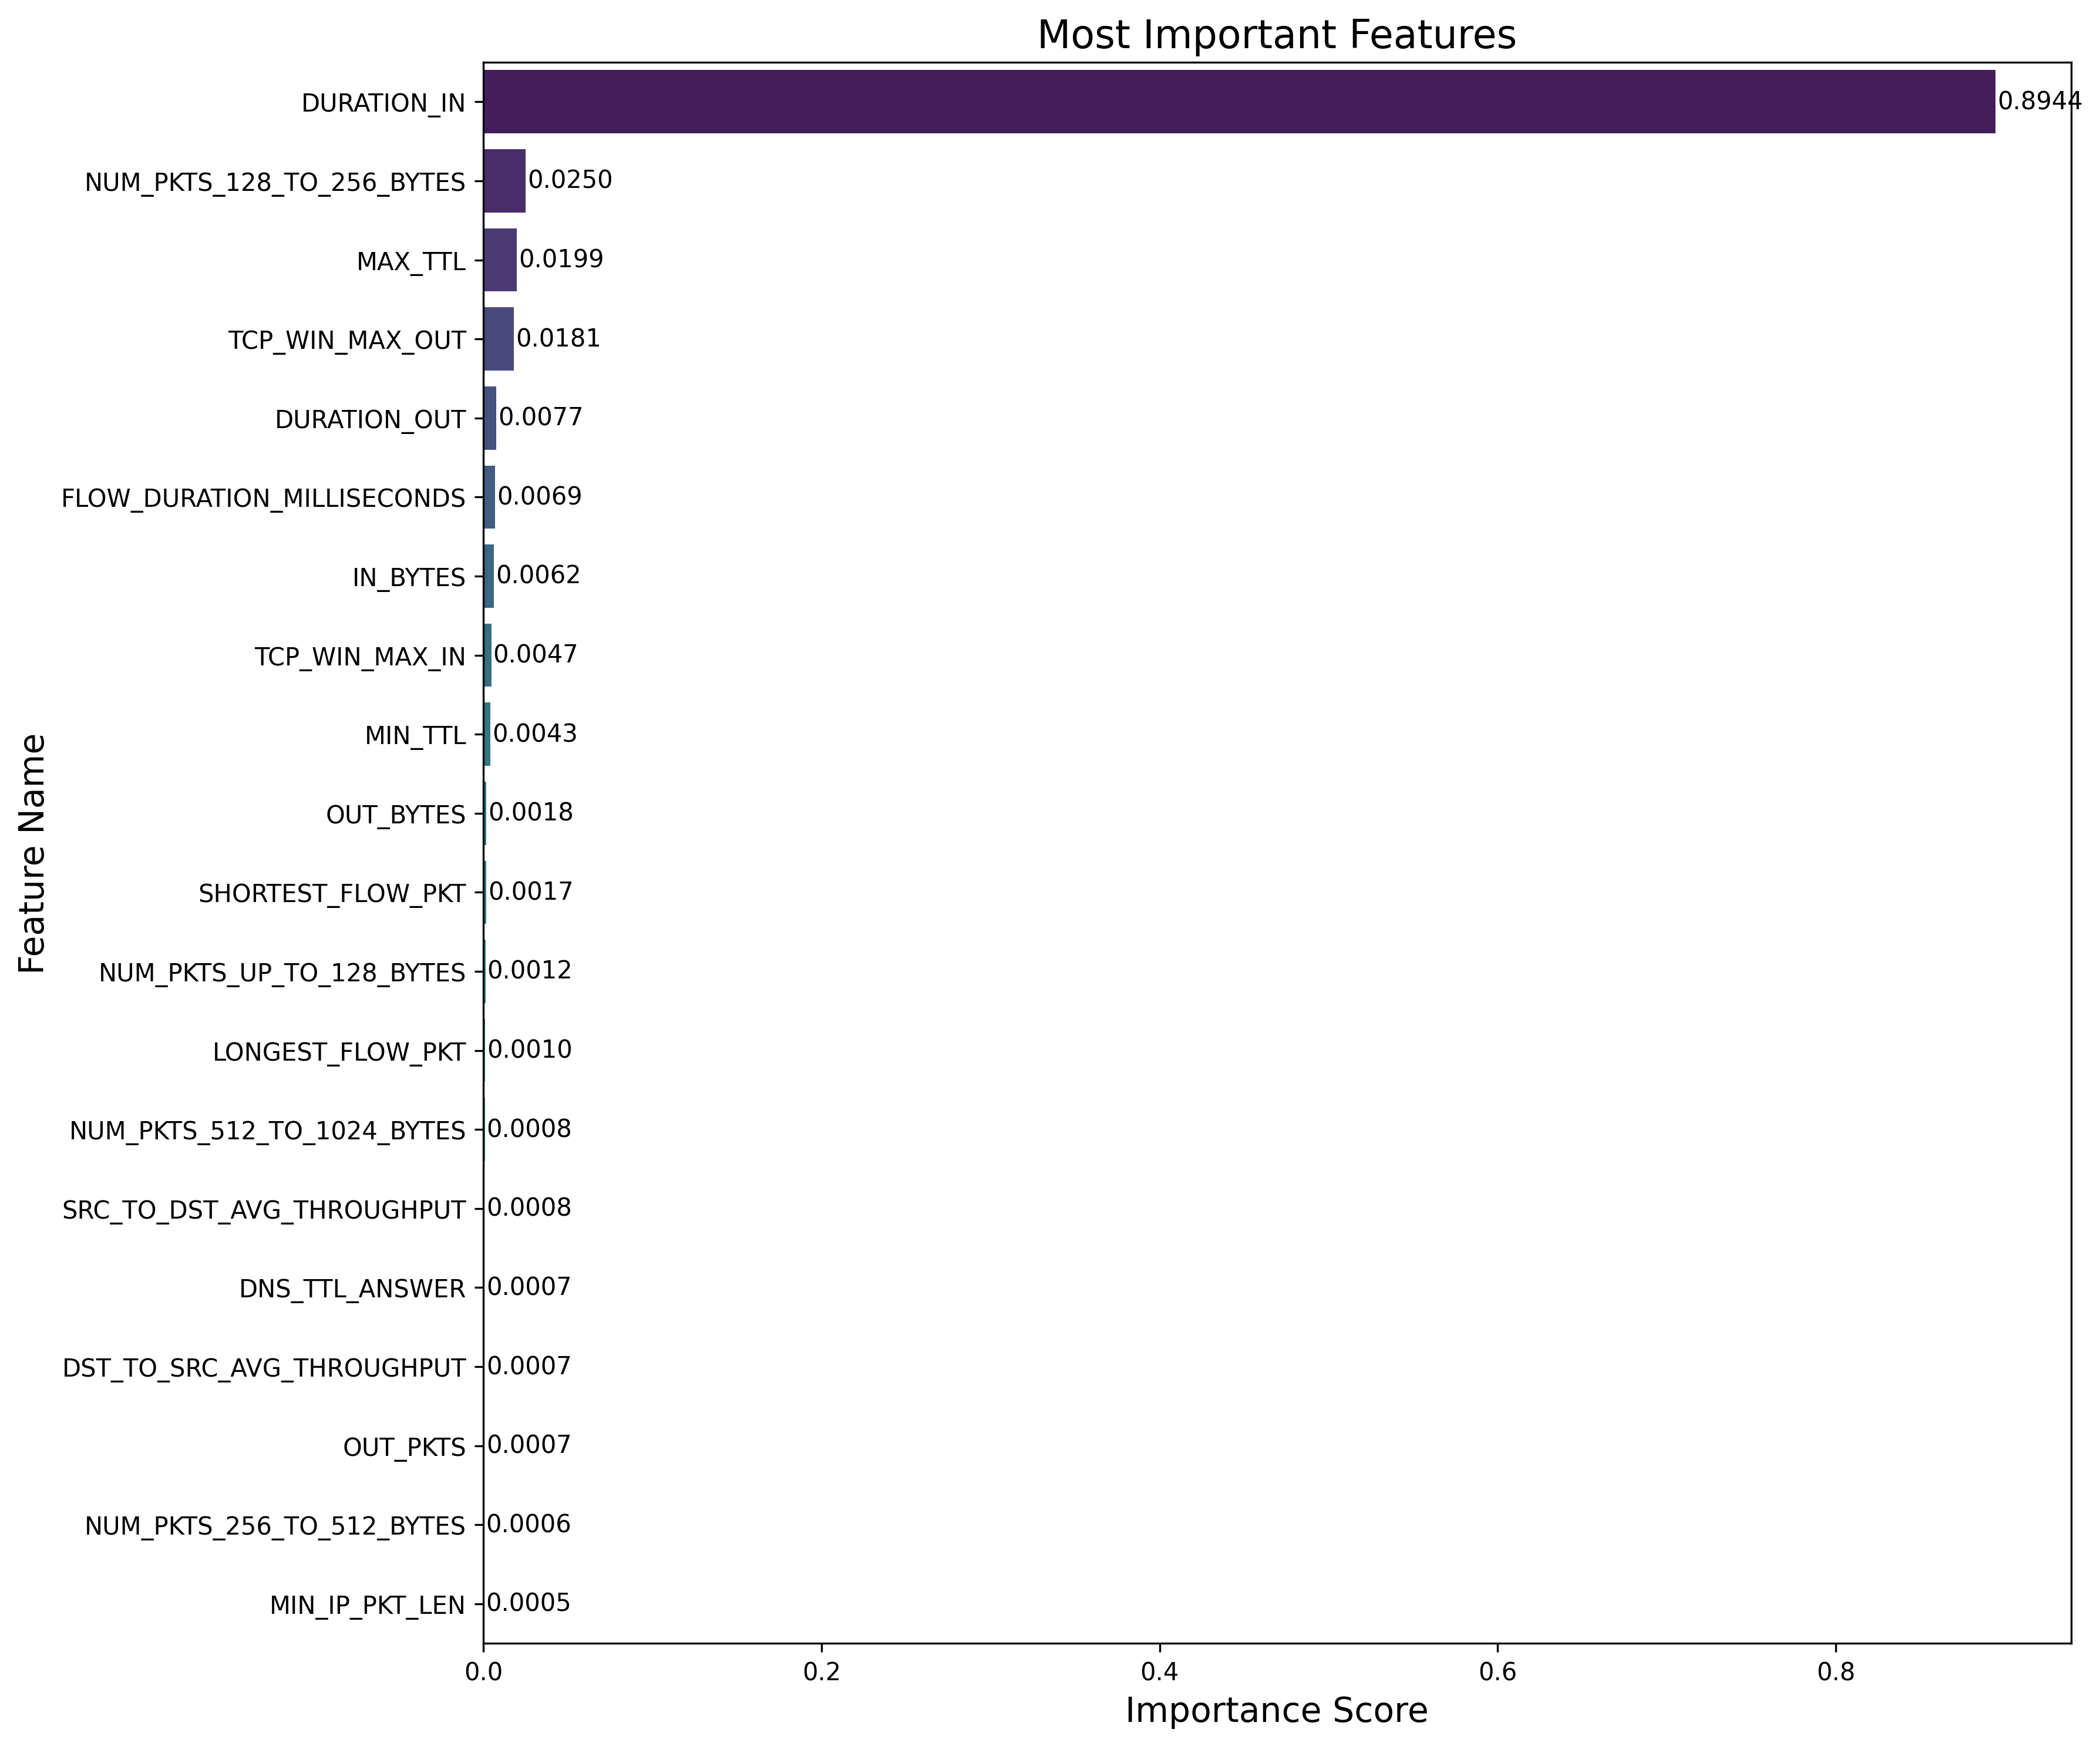 Most Important Features
DURATION_IN 0.8944
NUM_PKTS_128_TO_256_BYTES 0.0250
MAX_TTL 0.0199
TCP_WIN_MAX_OUT 0.0181
DURATION_OUT 0.0077
FLOW_DURATION_MILLISECONDS 0.0069
IN_BYTES 0.0062
TCP_WIN_MAX_IN 0.0047
MIN_TTL 0.0043
OUT_BYTES 0.0018
SHORTEST_FLOW_PKT 0.0017
NUM_PKTS_UP_TO_128_BYTES 0.0012
LONGEST_FLOW_PKT 0.0010
NUM_PKTS_512_TO_1024_BYTES 0.0008
SRC_TO_DST_AVG_THROUGHPUT 0.0008
DNS_TTL_ANSWER 0.0007
DST_TO_SRC_AVG_THROUGHPUT 0.0007
OUT_PKTS 0.0007
NUM_PKTS_256_TO_512_BYTES 0.0006
MIN_IP_PKT_LEN 0.0005
0.0 0.2 0.4 0.6 0.8
Importance Score
Feature Name